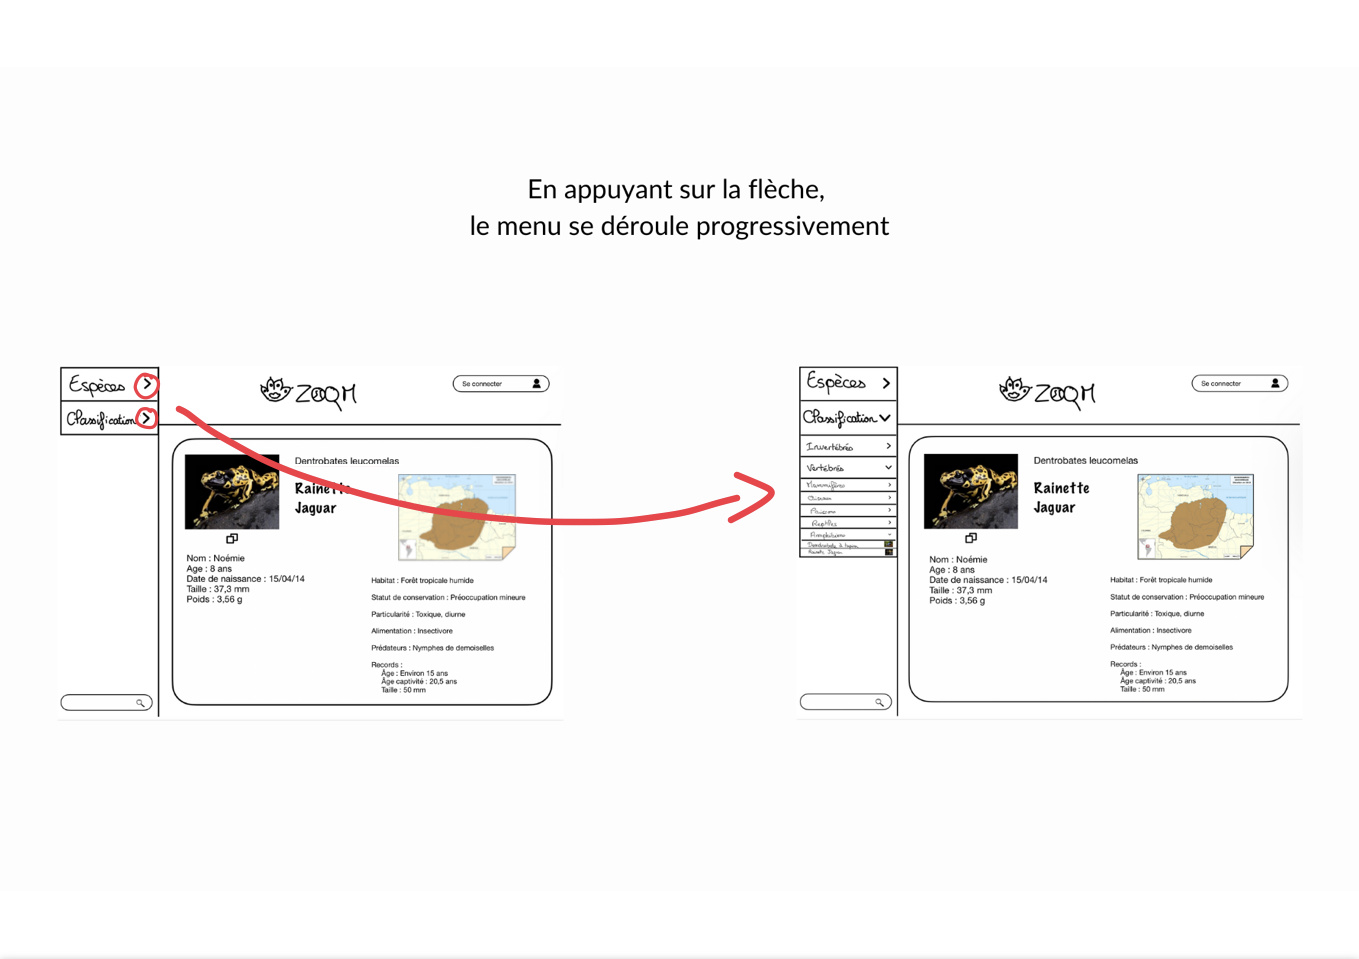 En appuyant sur la flèche,
le menu se déroule progressivement
Espèces
Classification
ZOOM
Se connecter
Dentrobates leucomelas
Rainette
Jaguar
Nom : Noémie
Age : 8 ans
Date de naissance : 15/04/14
Taille : 37,3 mm
Poids : 3,56 g
Habitat : Forêt tropicale humide
Statut de conservation : Préoccupation mineure
Particularité : Toxique, diurne
Alimentation : Insectivore
Prédateurs : Nymphes de demoiselles
Records :
Âge : Environ 15 ans
Âge captivité : 20,5 ans
Taille : 50 mm
Espèces
Classification
Invertébrés
Vertébrés
Mammifères
Oiseaux
Poissons
Reptiles
Amphibiens
ZOOM
Se connecter
Dentrobates leucomelas
Rainette
Jaguar
Nom : Noémie
Age : 8 ans
Date de naissance : 15/04/14
Taille : 37,3 mm
Poids : 3,56 g
Habitat : Forêt tropicale humide
Statut de conservation : Préoccupation mineure
Particularité : Toxique, diurne
Alimentation : Insectivore
Prédateurs : Nymphes de demoiselles
Records :
Âge : Environ 15 ans
Âge captivité : 20,5 ans
Taille : 50 mm